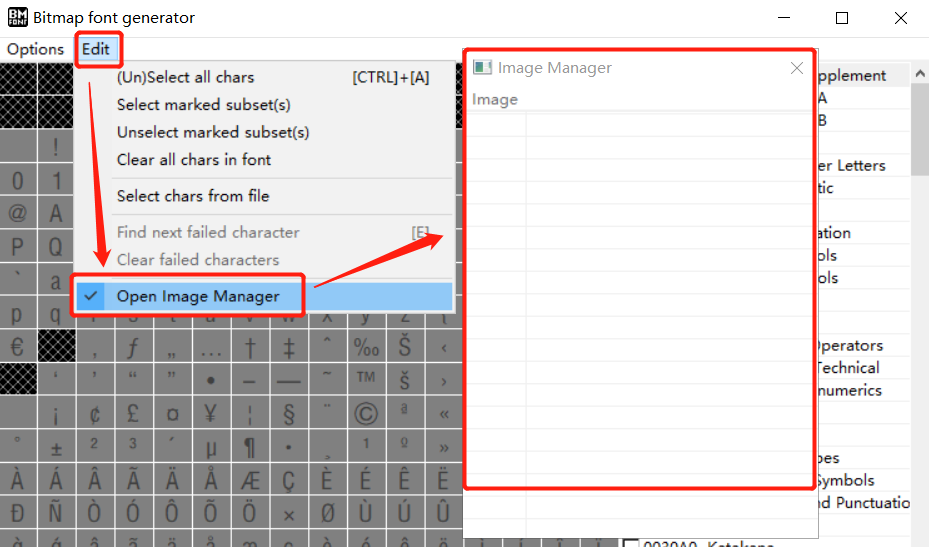 BM FONT Bitmap font generator
Options Edit
(Un)Select all chars [CTRL]+[A]
Select marked subset(s)
Unselect marked subset(s)
Clear all chars in font
Select chars from file
Find next failed character [E]
Clear failed characters
Open Image Manager
Image Manager
Image
pplement
A
B
er Letters
tic
ation
ols
ols
Operators
Technical
numerics
pes
Symbols
nd Punctuatio
!
0 1
@ A
P Q
` a
p q r s t u v w x y z {
€ ‚ ƒ „ … † ‡ ˆ ‰ Š ‹
‘ ’ “ ” • – — ˜ ™ š ›
¡ ¢ £ ¤ ¥ ¦ § ¨ © ª «
° ± ² ³ ´ µ ¶ · ¸ ¹ º »
À Á Â Ã Ä Å Æ Ç È É Ê Ë
Ð Ñ Ò Ó Ô Õ Ö × Ø Ù Ú Û
0030A0 Katakana